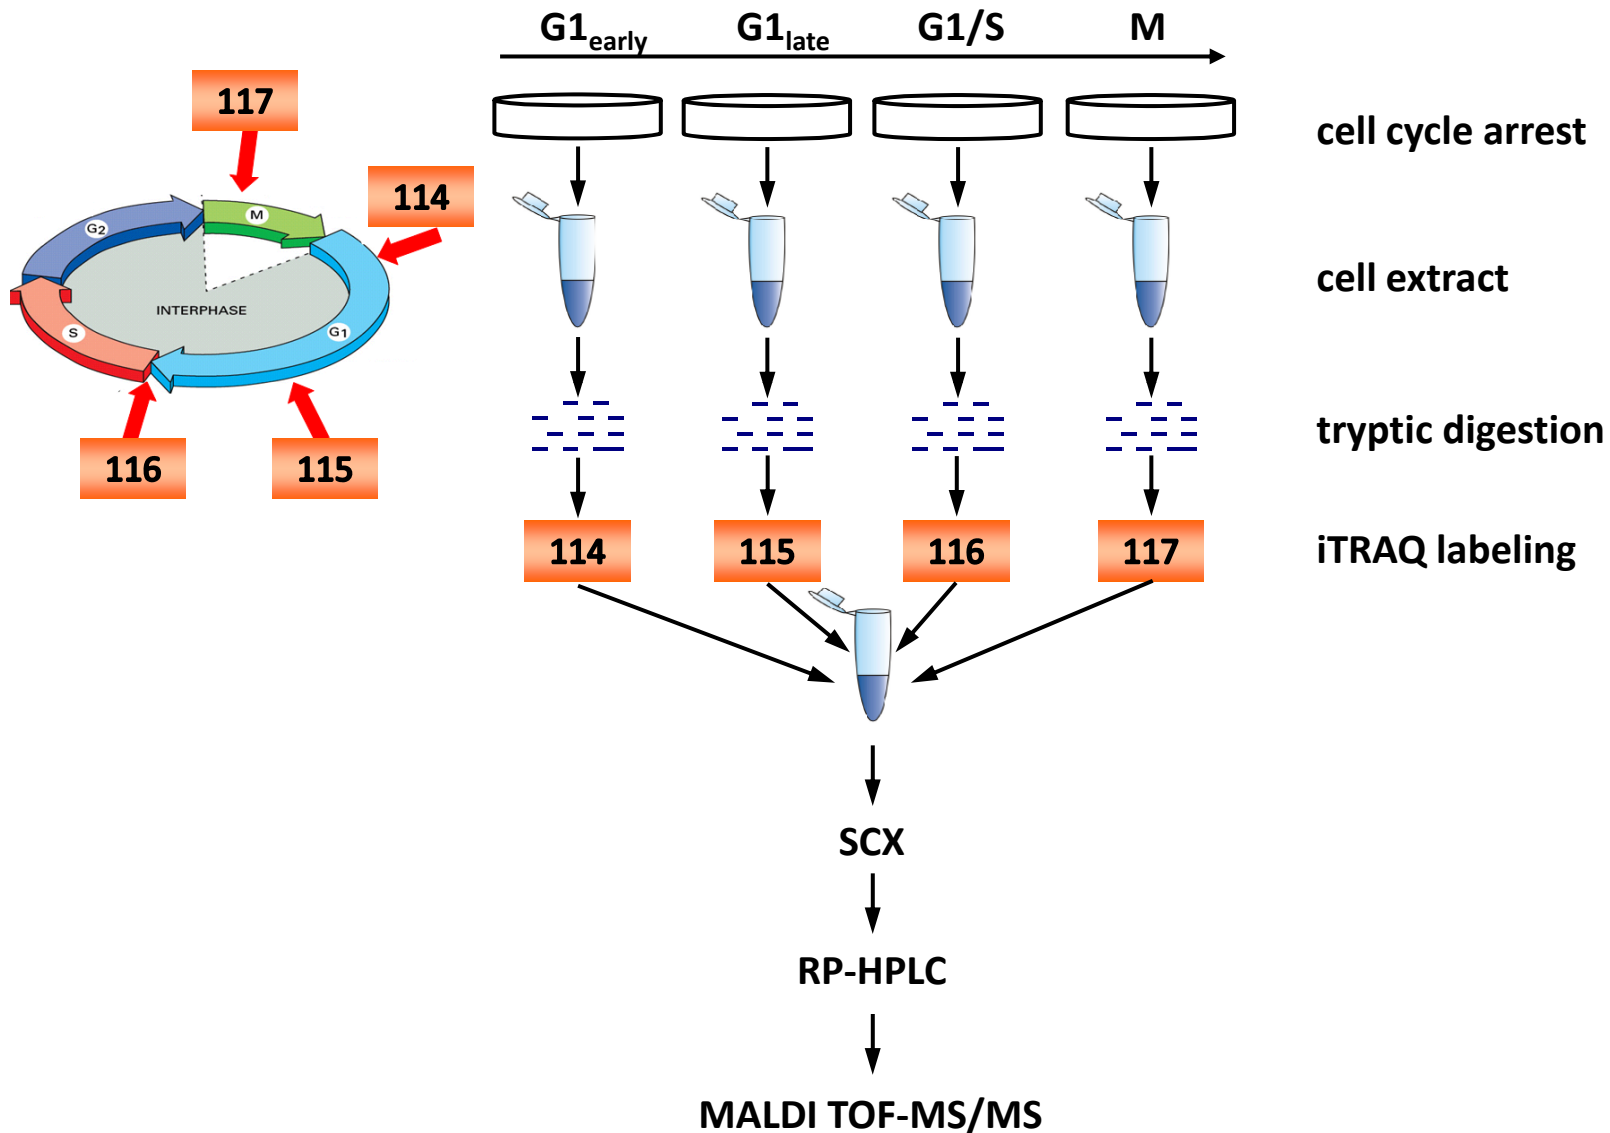 G1early G1late G1/S M
117
cell cycle arrest
114
M
G2
cell extract
INTERPHASE
S
G1
tryptic digestion
116 115
114 115 116 117
iTRAQ labeling
SCX
RP-HPLC
MALDI TOF-MS/MS